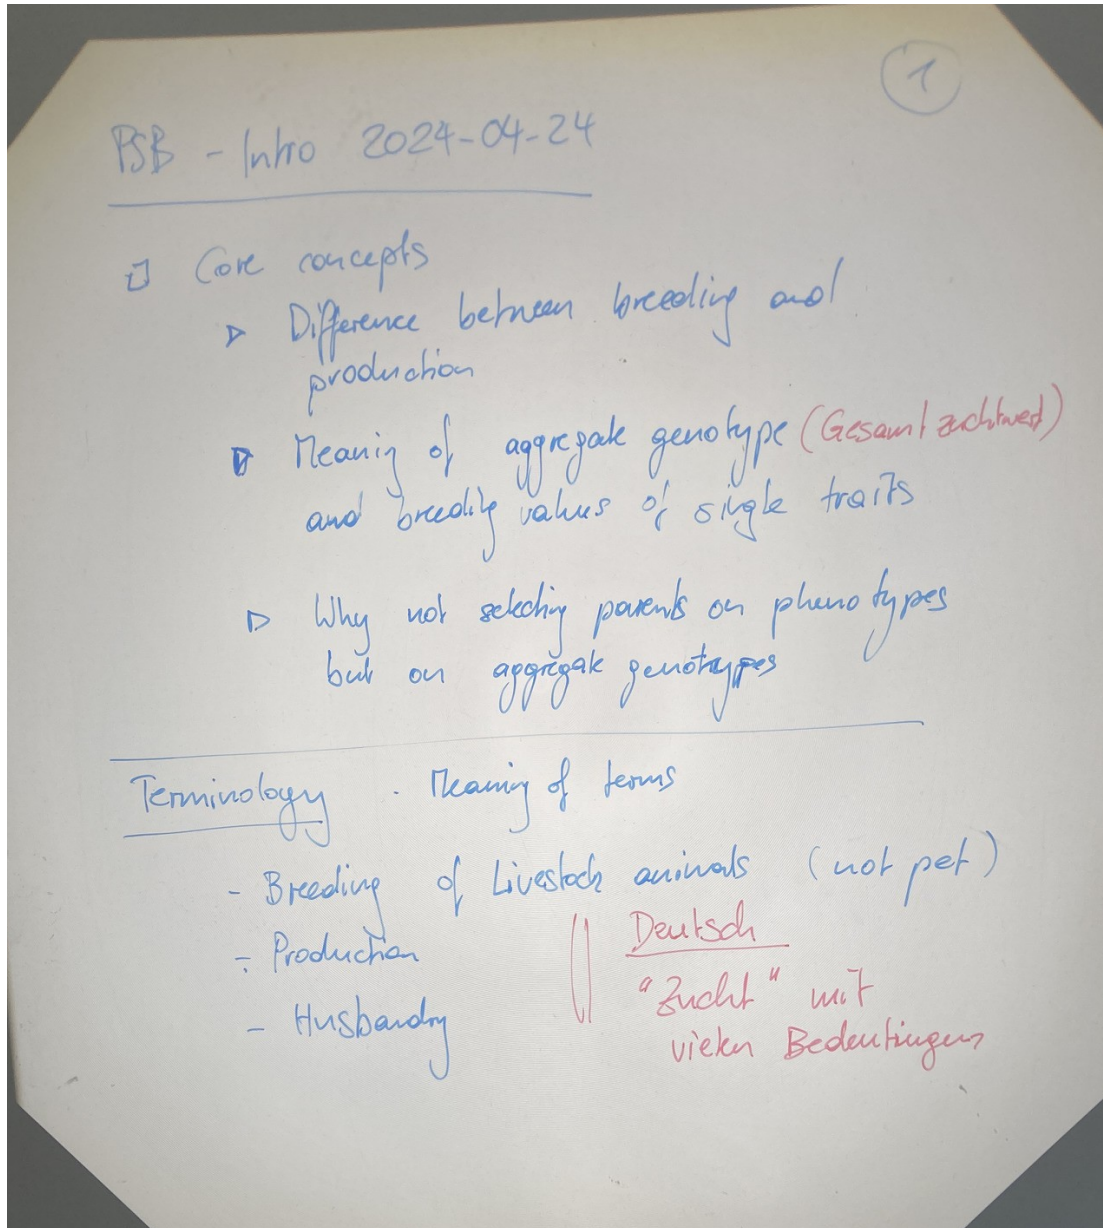 1
PSB - Intro 2024-04-24
Core concepts
Difference between breeding and
production
Meaning of aggregate genotype (Gesamtzuchtwert)
and breeding values of single traits
Why not selecting parents on phenotypes
but on aggregate genotypes
Terminology . Meaning of terms
- Breeding of Livestock animals (not pet)
- Production
- Husbandry
Deutsch
"Zucht" mit
vielen Bedeutungen